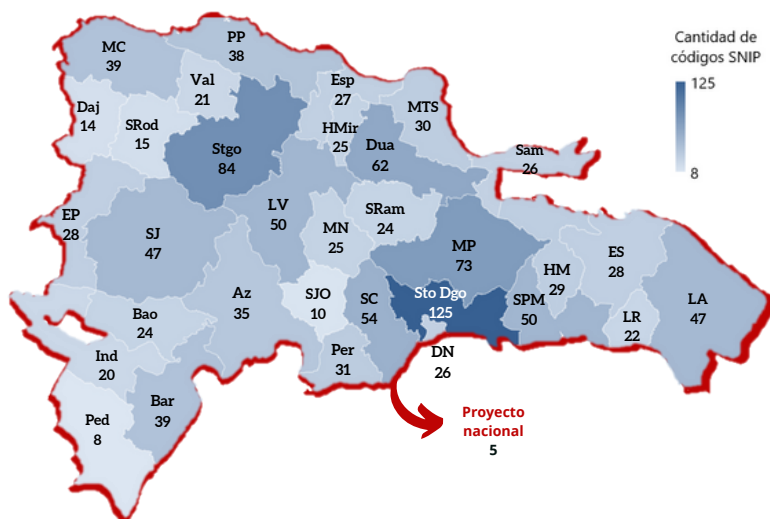 PP
38
MC
39
Cantidad de
códigos SNIP
125
8
Val
21
Esp
27
MTS
30
Daj
14
SRod
15
HMir
25
Dua
62
Stgo
84
Sam
26
EP
28
SJ
47
LV
50
MN
25
SRam
24
MP
73
HM
29
ES
28
Az
35
SJO
10
SC
54
Sto Dgo
125
SPM
50
LR
22
LA
47
Bao
24
Per
31
DN
26
Ind
20
Bar
39
Ped
8
Proyecto
nacional
5